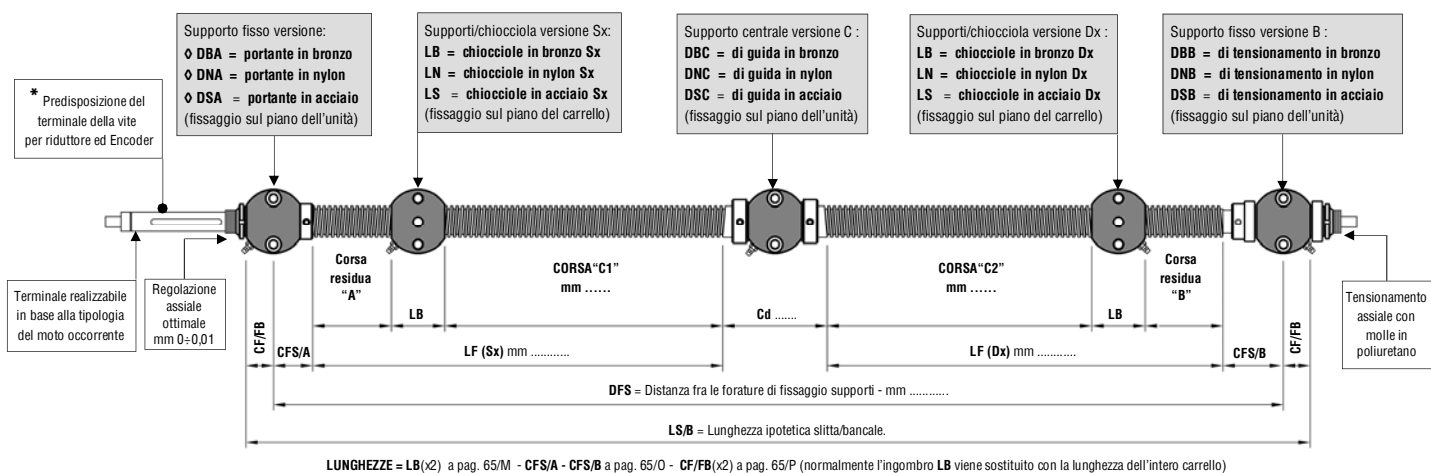 Supporto fisso versione:
◊ DBA = portante in bronzo
◊ DNA = portante in nylon
◊ DSA = portante in acciaio
(fissaggio sul piano dell'unità)
Supporti/chiocciola versione Sx:
LB = chiocciole in bronzo Sx
LN = chiocciole in nylon Sx
LS = chiocciole in acciaio Sx
(fissaggio sul piano del carrello)
Supporto centrale versione C :
DBC = di guida in bronzo
DNC = di guida in nylon
DSC = di guida in acciaio
(fissaggio sul piano dell'unità)
Supporti/chiocciola versione Dx :
LB = chiocciole in bronzo Dx
LN = chiocciole in nylon Dx
LS = chiocciole in acciaio Dx
(fissaggio sul piano del carrello)
Supporto fisso versione B :
DBB = di tensionamento in bronzo
DNB = di tensionamento in nylon
DSB = di tensionamento in acciaio
(fissaggio sul piano dell'unità)
* Predisposizione del
terminale della vite
per riduttore ed Encoder
Terminale realizzabile
in base alla tipologia
del moto occorrente
Regolazione
assiale
ottimale
mm 0÷0,01
Corsa
residua
"A"
LB
CORSA"C1"
mm ......
Cd .......
CORSA"C2"
mm ......
LB
Corsa
residua
"B"
Tensionamento
assiale con
molle in
poliuretano
CF/FB
CFS/A
LF (Sx) mm ............
LF (Dx) mm ............
CFS/B
CF/FB
DFS = Distanza fra le forature di fissaggio supporti - mm ............
LS/B = Lunghezza ipotetica slitta/bancale.
LUNGHEZZE = LB(x2) a pag. 65/M - CFS/A - CFS/B a pag. 65/O - CF/FB(x2) a pag. 65/P (normalmente l'ingombro LB viene sostituito con la lunghezza dell'intero carrello)